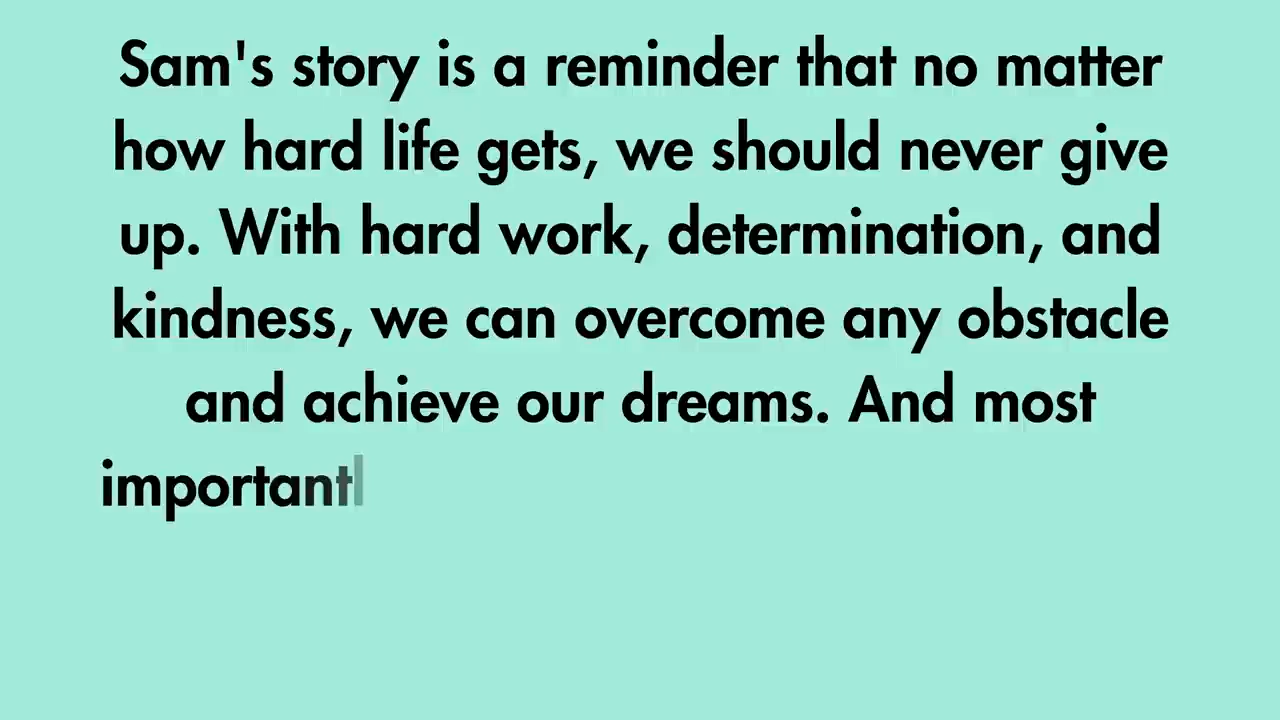 Sam's story is a reminder that no matter
how hard life gets, we should never give
up. With hard work, determination, and
kindness, we can overcome any obstacle
and achieve our dreams. And most
importantl